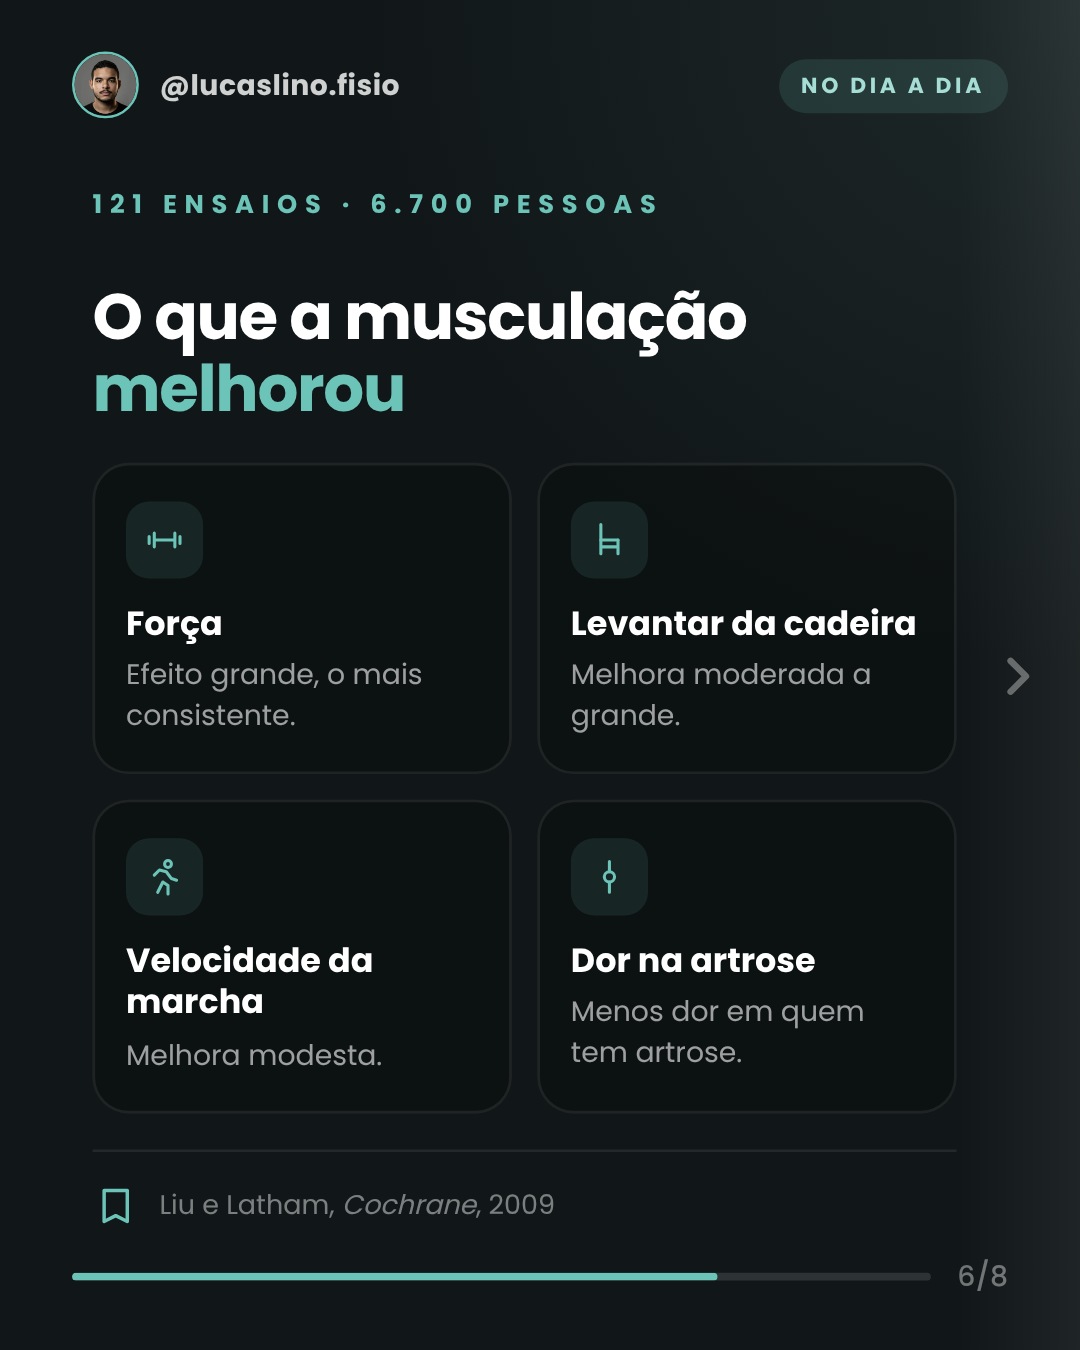 @lucaslino.fisio
NO DIA A DIA
121 ENSAIOS · 6.700 PESSOAS
O que a musculação
melhorou
Força
Efeito grande, o mais
consistente.
Levantar da cadeira
Melhora moderada a
grande.
Velocidade da
marcha
Melhora modesta.
Dor na artrose
Menos dor em quem
tem artrose.
Liu e Latham, Cochrane, 2009
6/8